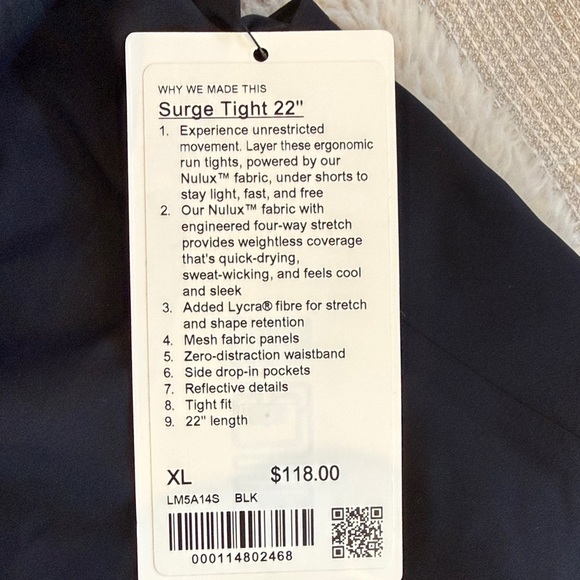 WHY WE MADE THIS
Surge Tight 22"
1. Experience unrestricted
movement. Layer these ergonomic
run tights, powered by our
Nulux™ fabric, under shorts to
stay light, fast, and free
2. Our Nulux™ fabric with
engineered four-way stretch
provides weightless coverage
that's quick-drying,
sweat-wicking, and feels cool
and sleek
3. Added Lycra® fibre for stretch
and shape retention
4. Mesh fabric panels
5. Zero-distraction waistband
6. Side drop-in pockets
7. Reflective details
8. Tight fit
9. 22" length
XL $118.00
LM5A14S BLK
000114802468